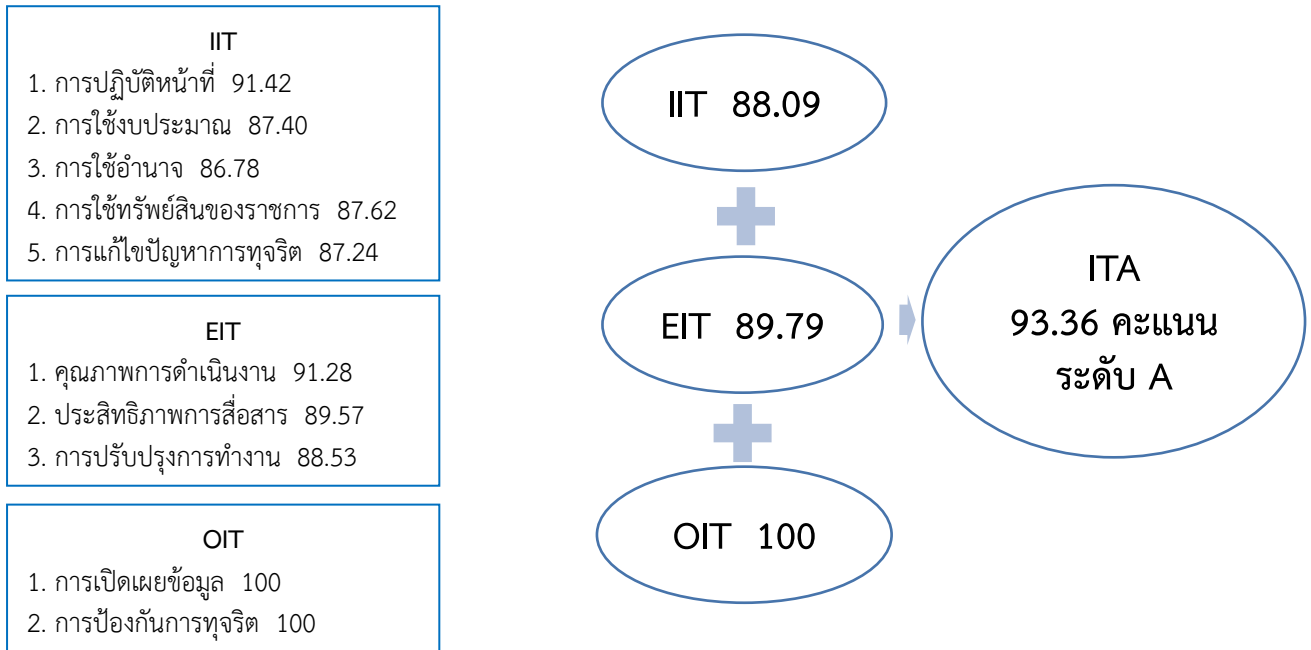 IIT
1. การปฏิบัติหน้าที่ 91.42
2. การใช้งบประมาณ 87.40
3. การใช้อำนาจ 86.78
4. การใช้ทรัพย์สินของราชการ 87.62
5. การแก้ไขปัญหาการทุจริต 87.24
EIT
1. คุณภาพการดำเนินงาน 91.28
2. ประสิทธิภาพการสื่อสาร 89.57
3. การปรับปรุงการทำงาน 88.53
OIT
1. การเปิดเผยข้อมูล 100
2. การป้องกันการทุจริต 100
IIT 88.09
EIT 89.79
OIT 100
ITA
93.36 คะแนน
ระดับ A